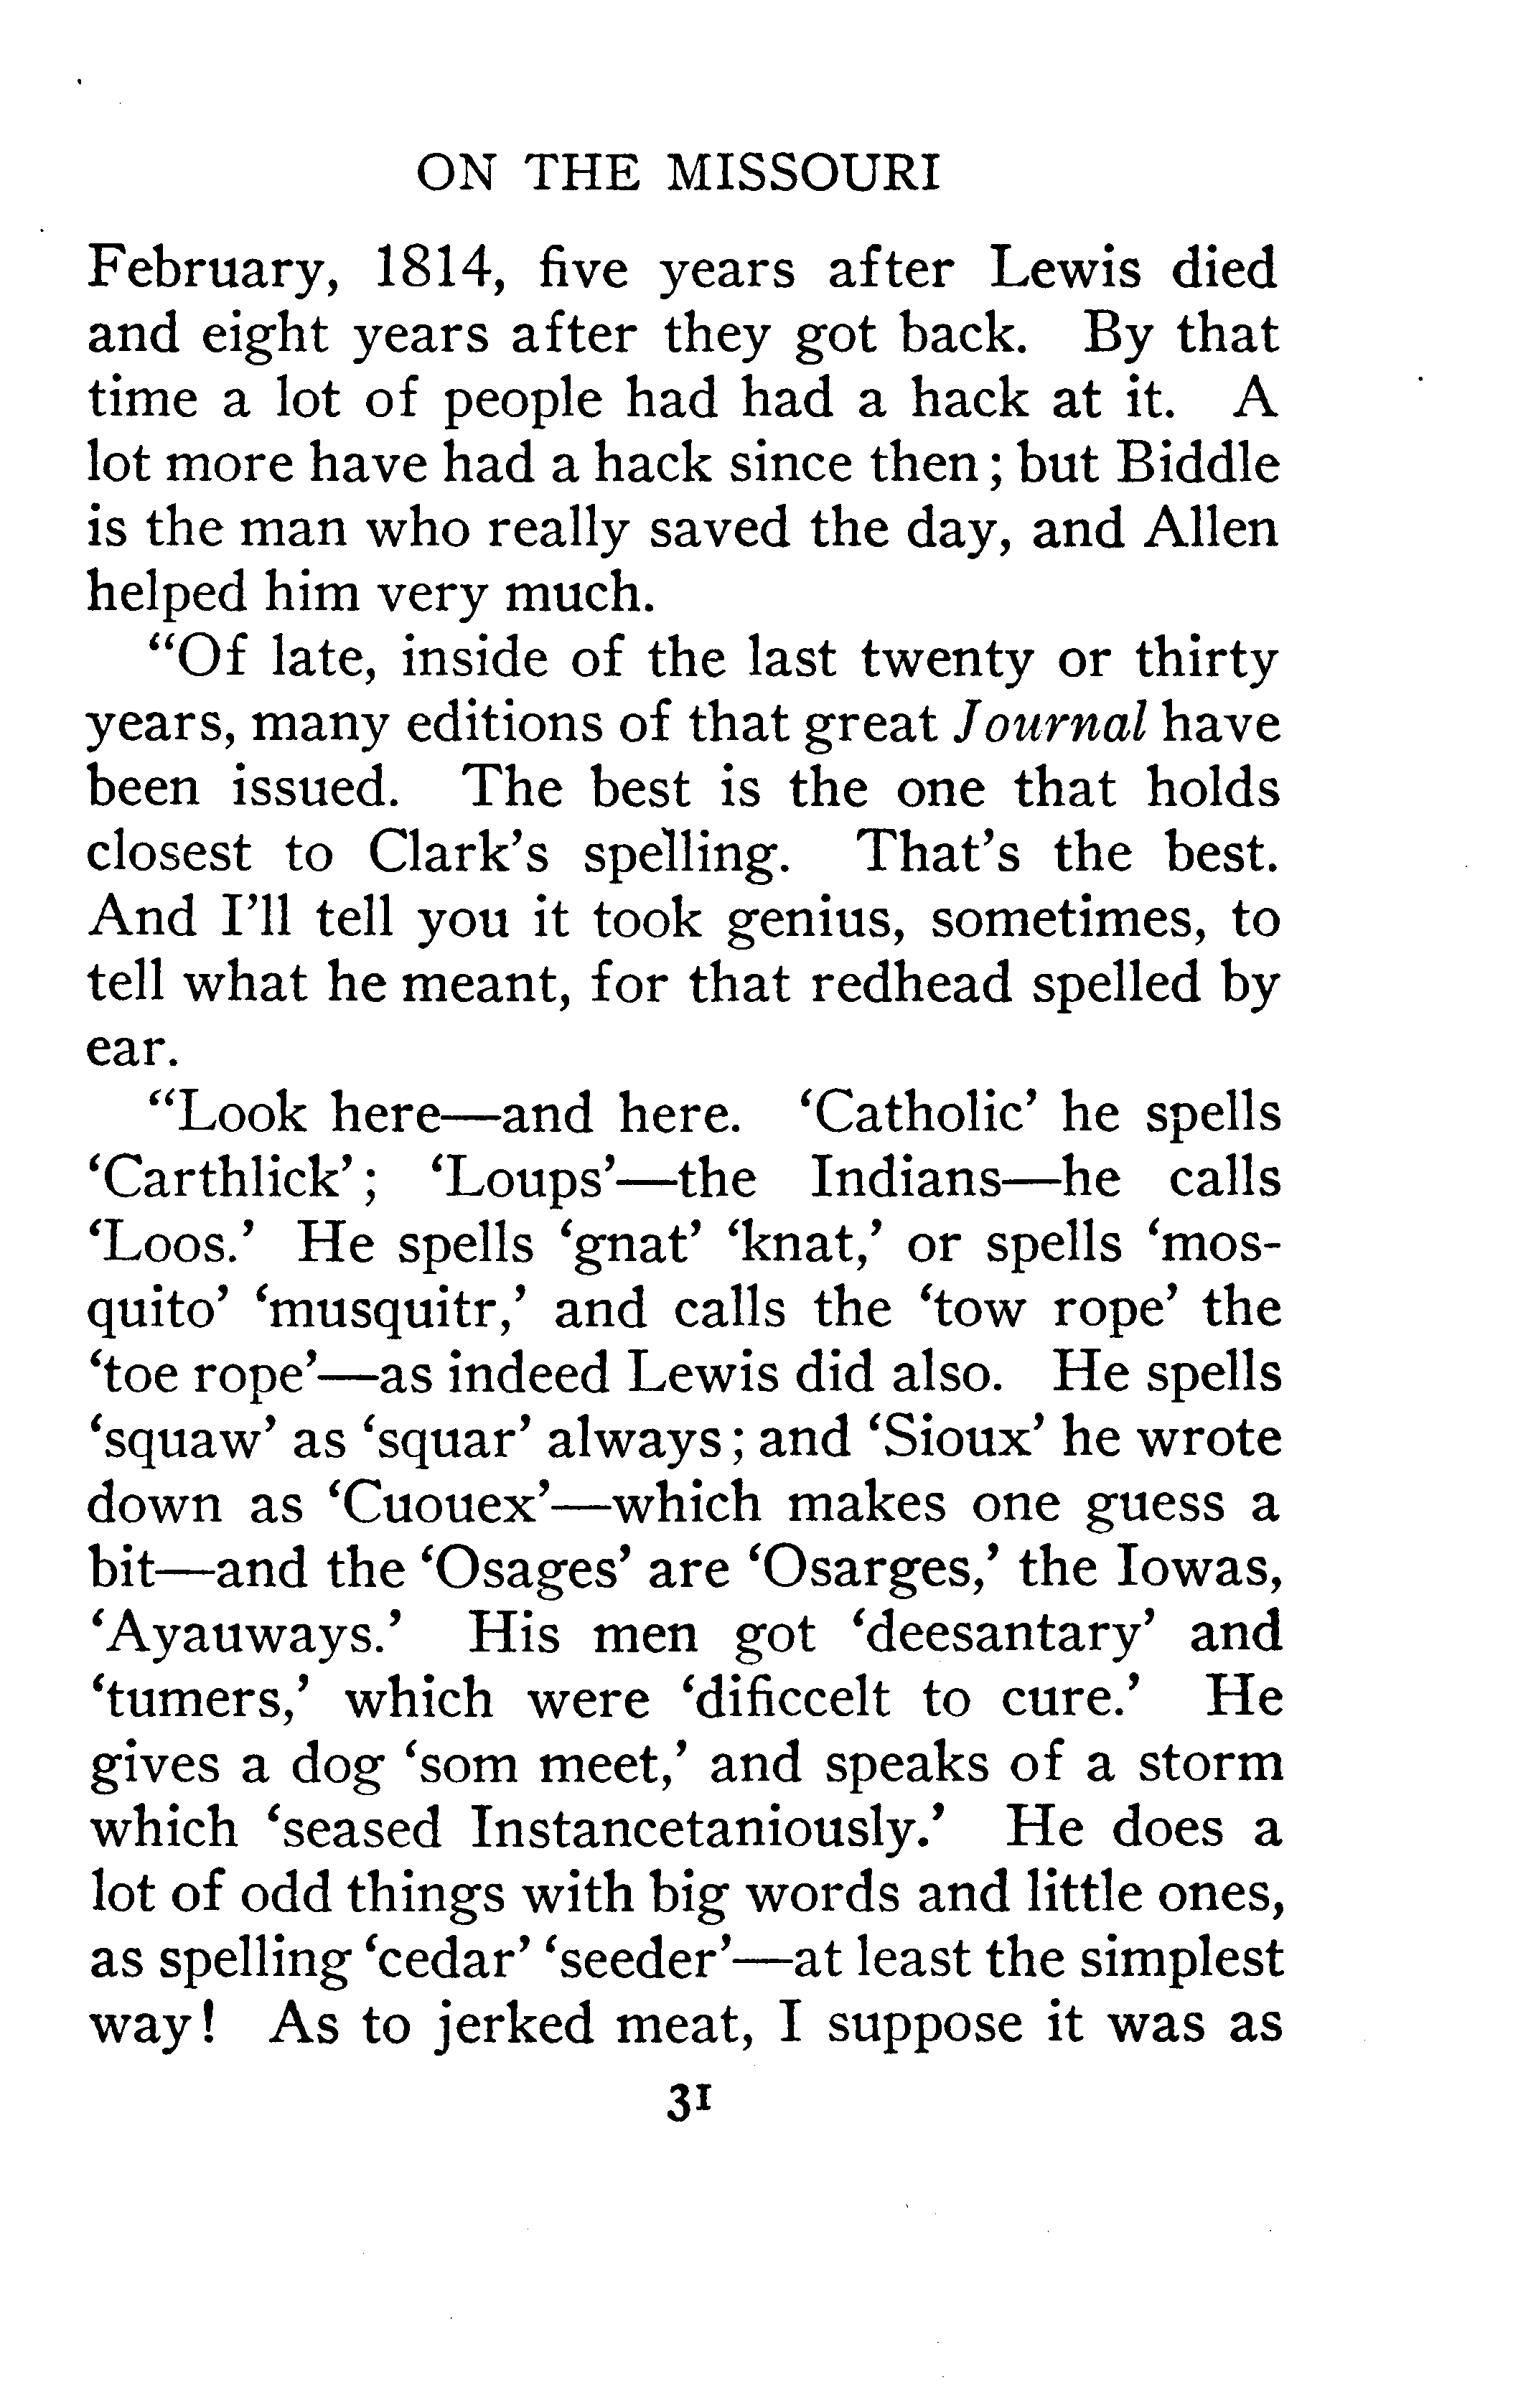 ON THE MISSOURI
February, 1814, five years after Lewis died
and eight years after they got back. By that
time a lot of people had had a hack at it. A
lot more have had a hack since then; but Biddle
is the man who really saved the day, and Allen
helped him very much.
“Of late, inside of the last twenty or thirty
years, many editions of that great Journal have
been issued. The best is the one that holds
closest to Clark’s spelling. That’s the best.
And I’ll tell you it took genius, sometimes, to
tell what he meant, for that redhead spelled by
ear.
“Look here—and here. ‘Catholic’ he spells
‘Carthlick’; ‘Loups’—the Indians—he calls
‘Loos.’ He spells ‘gnat’ ‘knat,’ or spells ‘mos-
quito’ ‘musquitr,’ and calls the ‘tow rope’ the
‘toe rope’—as indeed Lewis did also. He spells
‘squaw’ as ‘squar’ always; and ‘Sioux’ he wrote
down as ‘Cuouex’—which makes one guess a
bit—and the ‘Osages’ are ‘Osarges,’ the Iowas,
‘Ayauways.’ His men got ‘deesantary’ and
‘tumers,’ which were ‘dificcelt to cure.’ He
gives a dog ‘som meet,’ and speaks of a storm
which ‘seased Instancetaniously.’ He does a
lot of odd things with big words and little ones,
as spelling ‘cedar’ ‘seeder’—at least the simplest
way! As to jerked meat, I suppose it was as
31